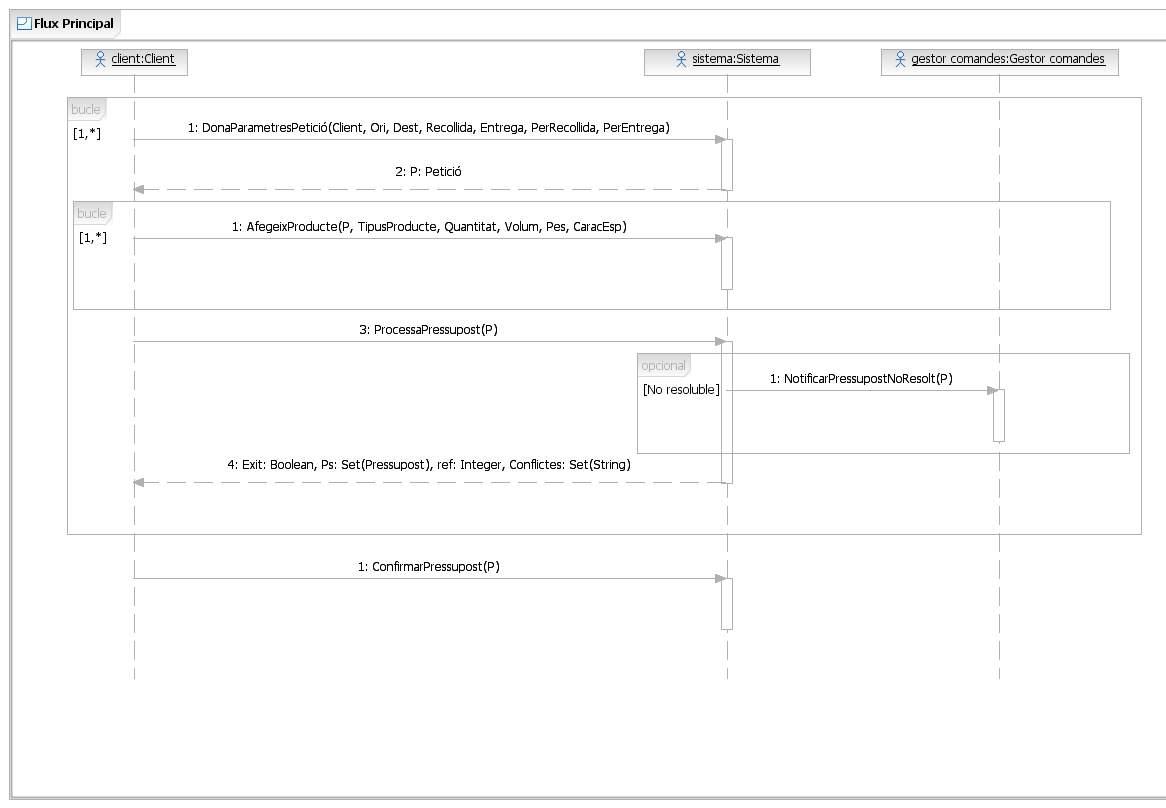 Flux Principal
client:Client
sistema:Sistema
gestor comandes:Gestor comandes
bucle
[1,*]
1: DonaParametresPetició(Client, Ori, Dest, Recollida, Entrega, PerRecollida, PerEntrega)
2: P: Petició
bucle
[1,*]
1: AfegeixProducte(P, TipusProducte, Quantitat, Volum, Pes, CaracEsp)
3: ProcessaPressupost(P)
opcional
[No resoluble]
1: NotificarPressupostNoResolt(P)
4: Exit: Boolean, Ps: Set(Pressupost), ref: Integer, Conflictes: Set(String)
1: ConfirmarPressupost(P)